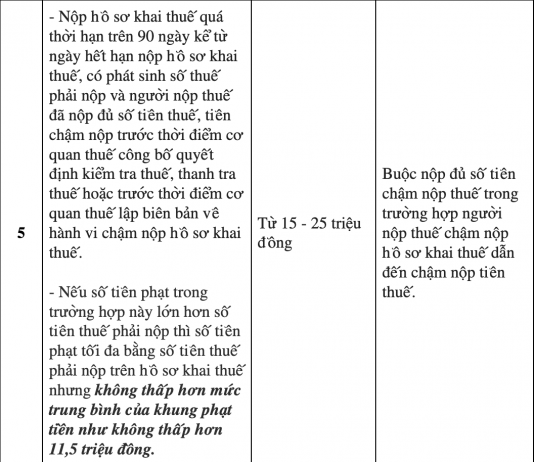 - Nộp hồ sơ khai thuế quá
thời hạn trên 90 ngày kể từ
ngày hết hạn nộp hồ sơ khai
thuế, có phát sinh số thuế
phải nộp và người nộp thuế
đã nộp đủ số tiền thuế, tiền
chậm nộp trước thời điểm cơ
quan thuế công bố quyết
định kiểm tra thuế, thanh tra
thuế hoặc trước thời điểm cơ
quan thuế lập biên bản về
hành vi chậm nộp hồ sơ khai
thuế.
- Nếu số tiền phạt trong
trường hợp này lớn hơn số
tiền thuế phải nộp thì số tiền
phạt tối đa bằng số tiền thuế
phải nộp trên hồ sơ khai thuế
nhưng không thấp hơn mức
trung bình của khung phạt
tiền như không thấp hơn
11,5 triệu đồng.
5
Từ 15 - 25 triệu
đồng
Buộc nộp đủ số tiền
chậm nộp thuế trong
trường hợp người
nộp thuế chậm nộp
hồ sơ khai thuế dẫn
đến chậm nộp tiền
thuế.